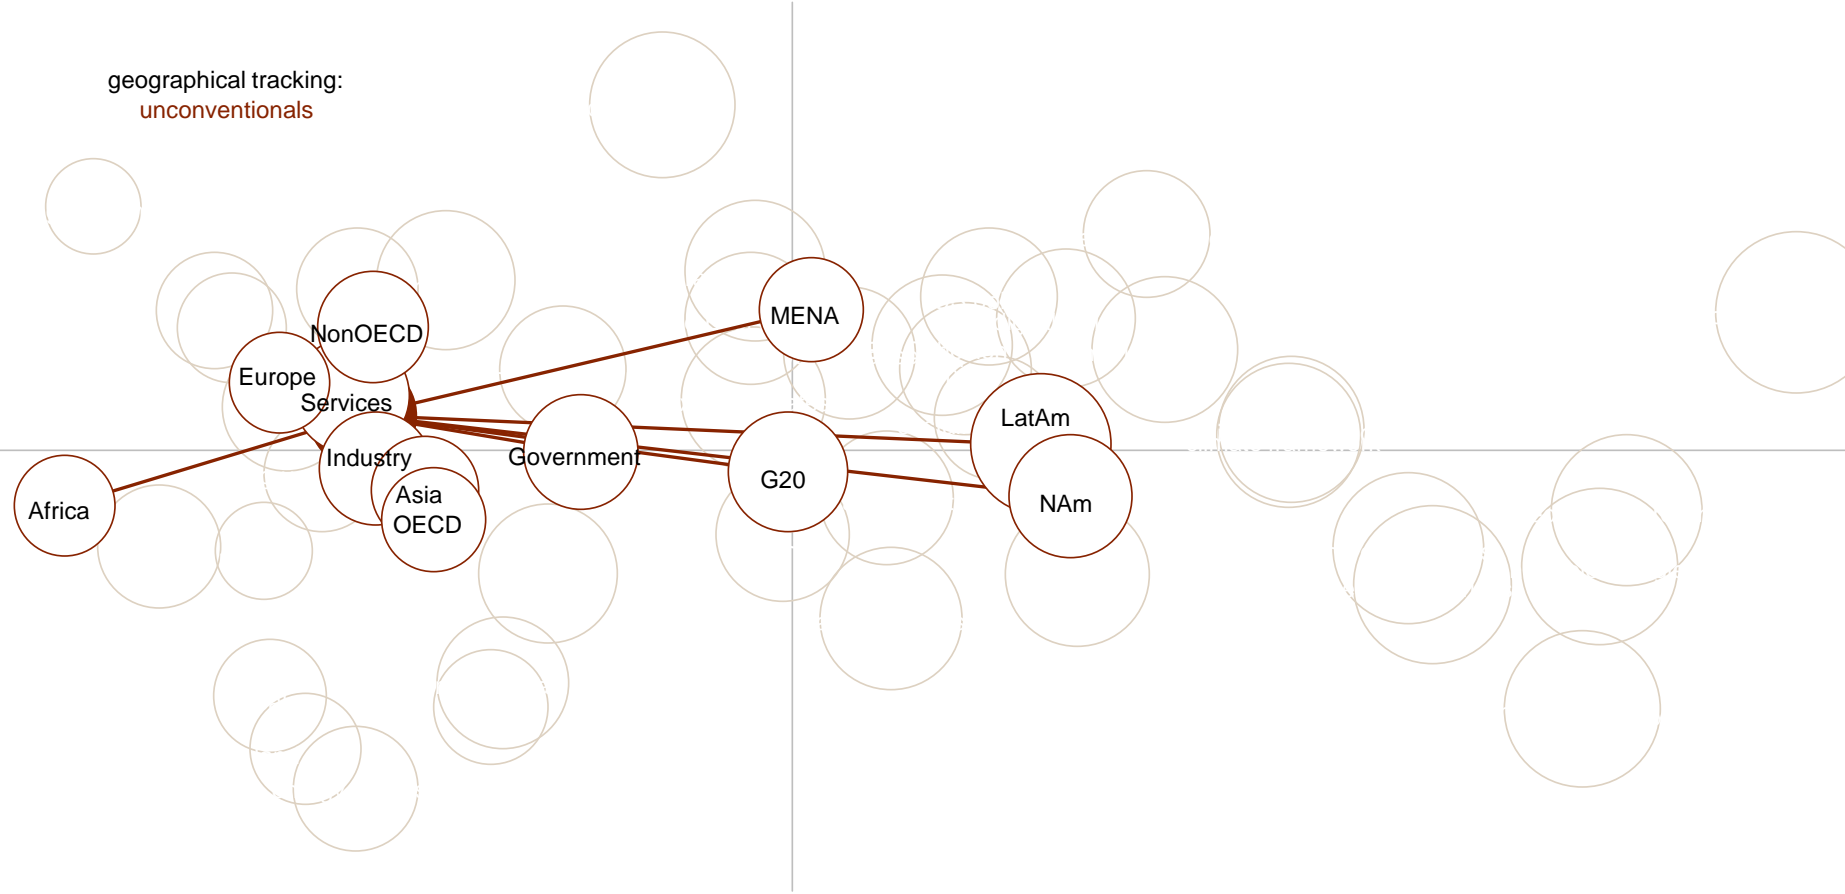 geographical tracking:
unconventionals
MENA
NonOECD
Europe
Services
LatAm
Industry
Government
G20
Asia
NAm
Africa
OECD